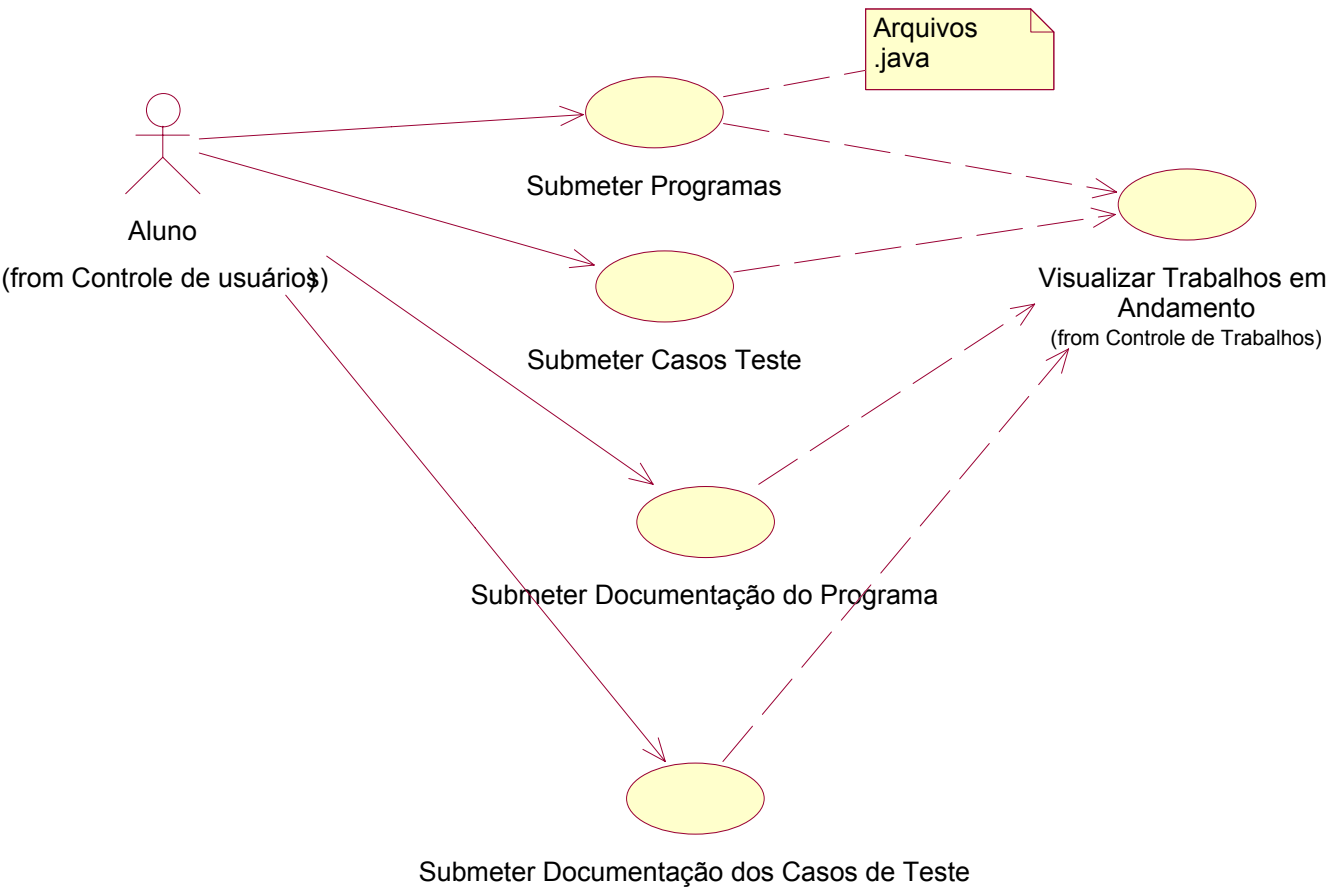 Arquivos
.java
Submeter Programas
Aluno
(from Controle de usuários)
Visualizar Trabalhos em
Andamento
(from Controle de Trabalhos)
Submeter Casos Teste
Submeter Documentação do Programa
Submeter Documentação dos Casos de Teste